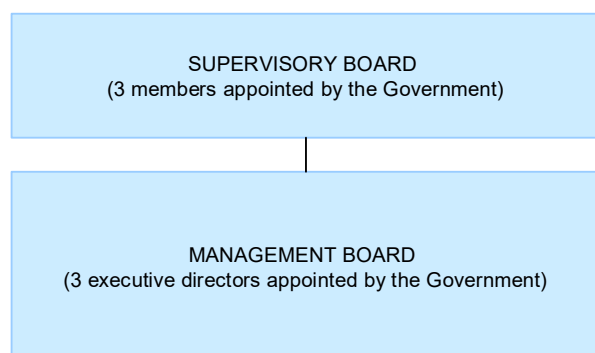 SUPERVISORY BOARD
(3 members appointed by the Government)
MANAGEMENT BOARD
(3 executive directors appointed by the Government)